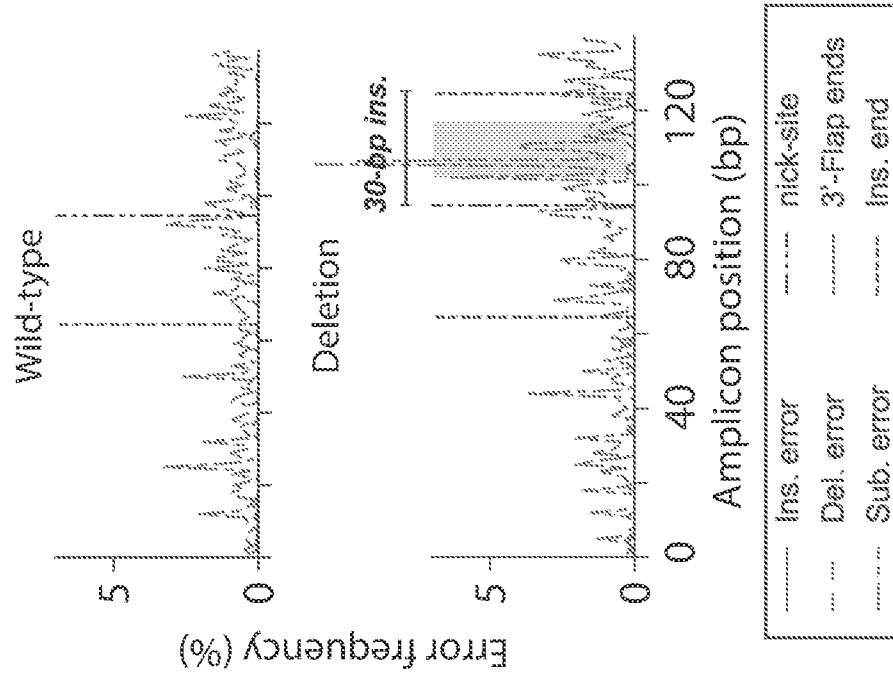 Wild-type
5
0
Deletion
30-bp ins.
5
0
0 40 80 120
Amplicon position (bp)
Error frequency (%)
Ins. error
nick-site
Del. error
3'-Flap ends
Sub. error
Ins. end